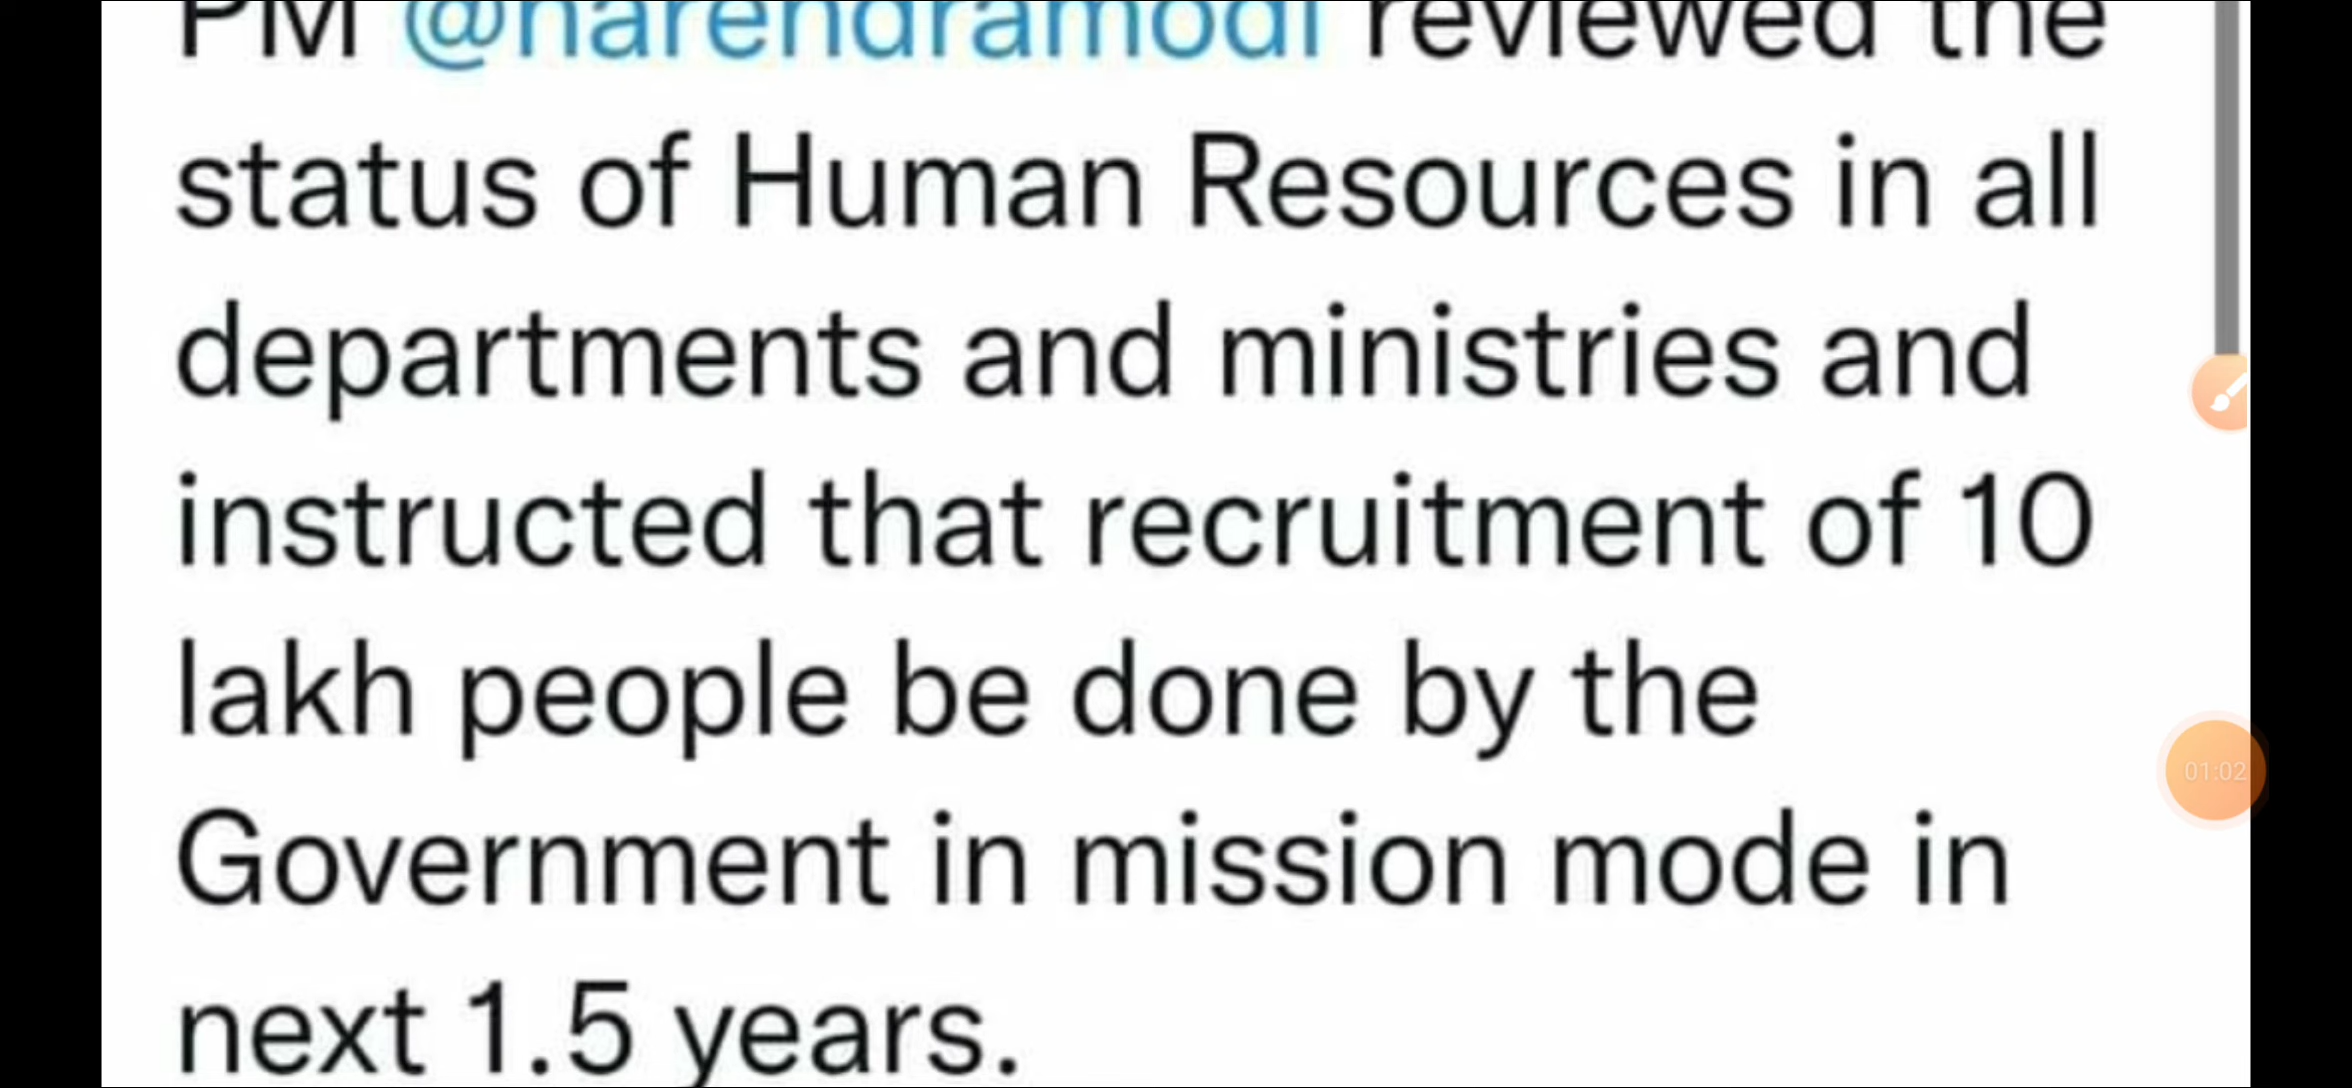 PM @narendramodi reviewed the
status of Human Resources in all
departments and ministries and
instructed that recruitment of 10
lakh people be done by the
Government in mission mode in
next 1.5 years.
01:02